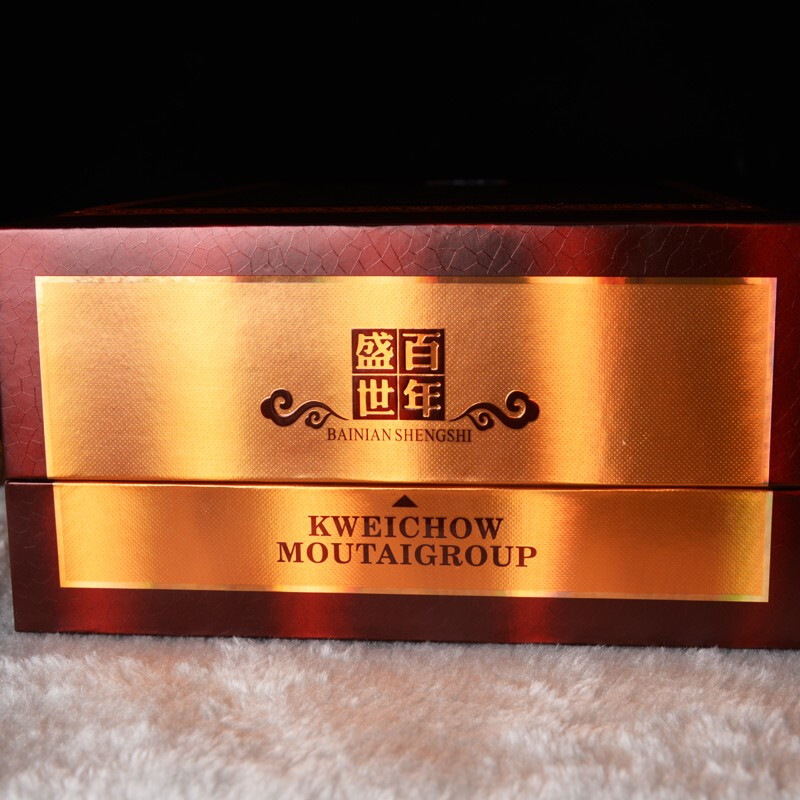 百年
盛世
BAINIAN SHENGSHI
KWEICHOW
MOUTAIGROUP